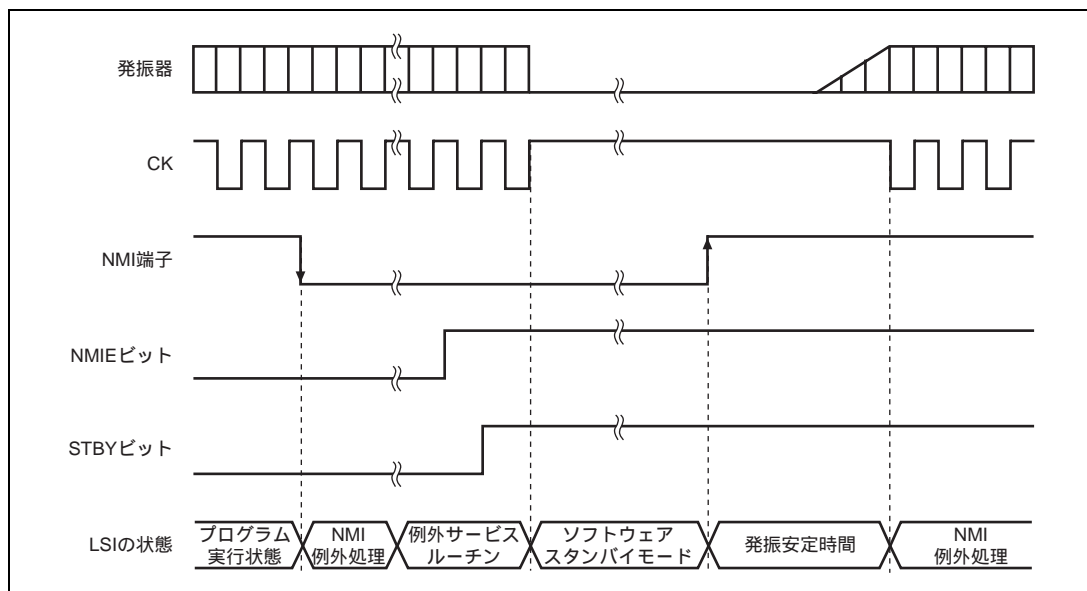 発振器
CK
NMI端子
NMIEビット
STBYビット
LSIの状態
プログラム
実行状態
NMI
例外処理
例外サービス
ルーチン
ソフトウェア
スタンバイモード
発振安定時間
NMI
例外処理